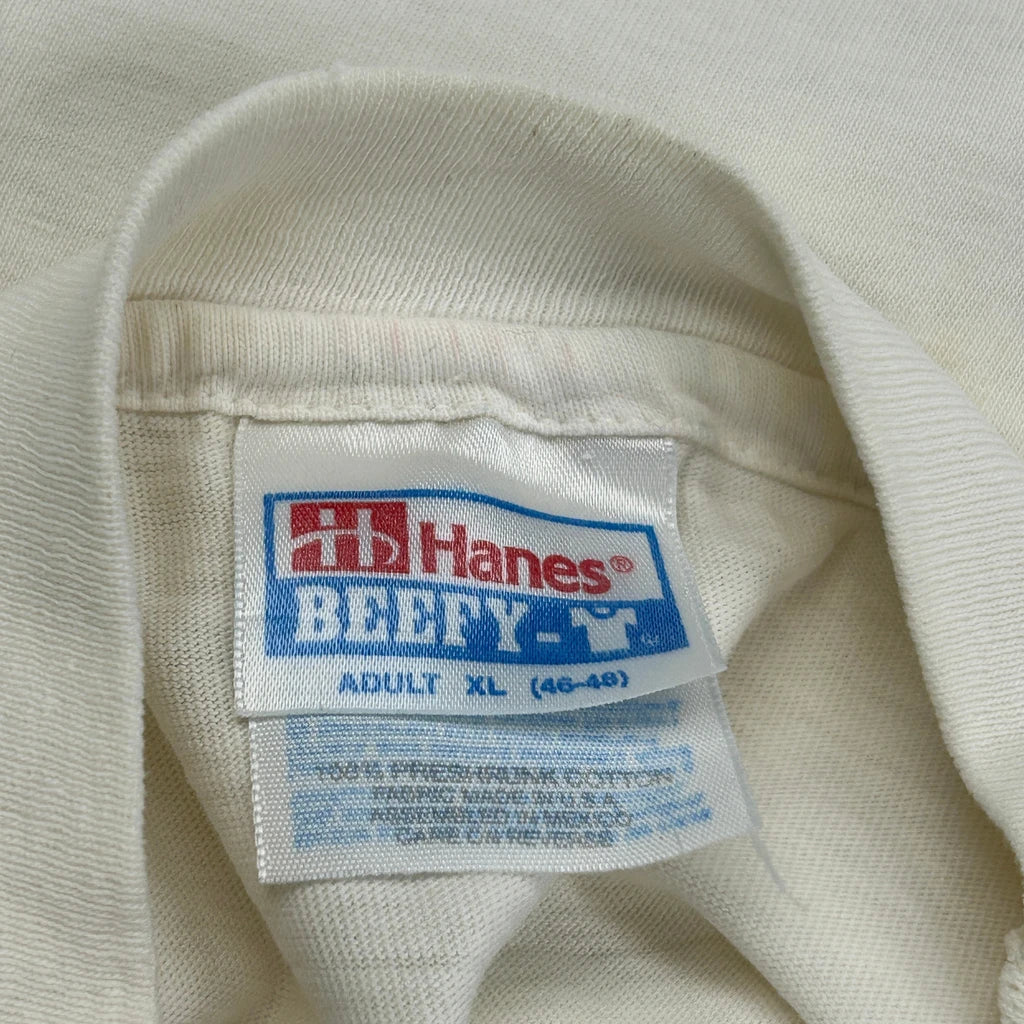 Hanes®
BEEFY-
ADULT XL (46-48)
100% PRESHRUNK COTTON
FABRIC MADE IN U.S.A.
ASSEMBLED IN MEXICO
CARE ON REVERSE